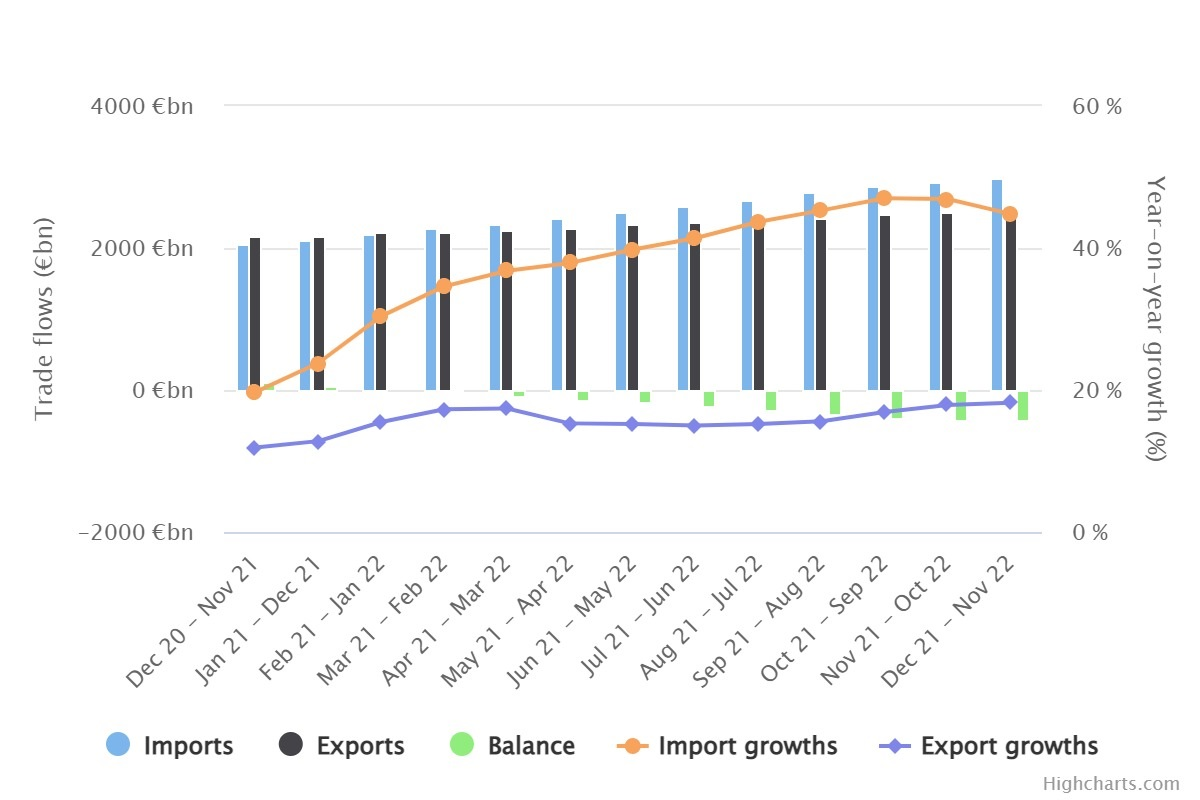 4000 €bn
2000 €bn
0 €bn
−2000 €bn
Trade flows (€bn)
60 %
40 %
20 %
0 %
Year−on−year growth (%)
Dec 20 − Nov 21
Jan 21 − Dec 21
Feb 21 − Jan 22
Mar 21 − Feb 22
Apr 21 − Mar 22
May 21 − Apr 22
Jun 21 − May 22
Jul 21 − Jun 22
Aug 21 − Jul 22
Sep 21 − Aug 22
Oct 21 − Sep 22
Nov 21 − Oct 22
Dec 21 − Nov 22
Imports Exports Balance Import growths Export growths
Highcharts.com